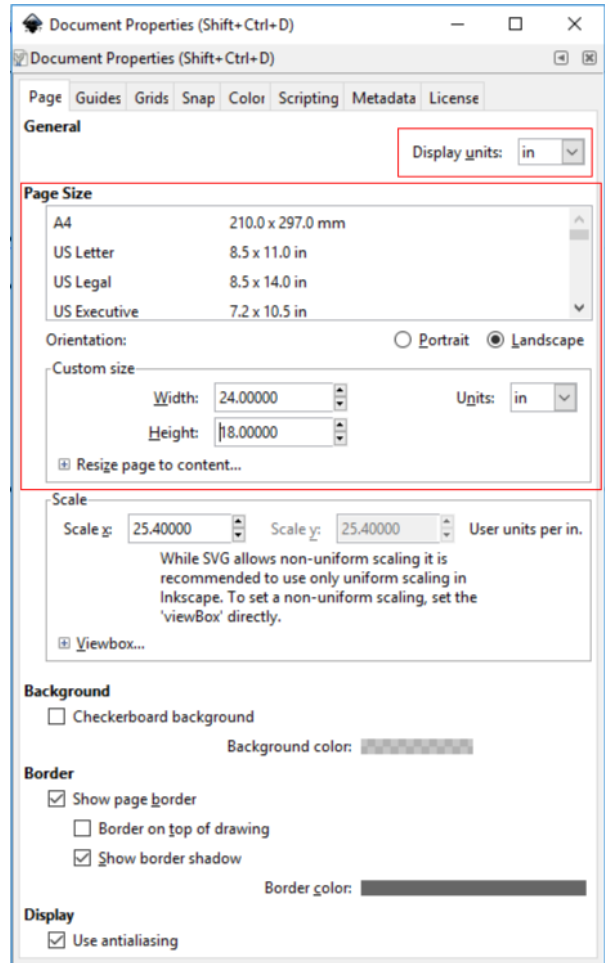 Document Properties (Shift+Ctrl+D)
Document Properties (Shift+Ctrl+D)
Page Guides Grids Snap Color Scripting Metadata License
General
Display units: in
Page Size
A4 210.0 x 297.0 mm
US Letter 8.5 x 11.0 in
US Legal 8.5 x 14.0 in
US Executive 7.2 x 10.5 in
Orientation: Portrait Landscape
Custom size
Width: 24.00000 Units: in
Height: 18.00000
Resize page to content...
Scale
Scale x: 25.40000 Scale y: 25.40000 User units per in.
While SVG allows non-uniform scaling it is
recommended to use only uniform scaling in
Inkscape. To set a non-uniform scaling, set the
'viewBox' directly.
Viewbox...
Background
Checkerboard background
Background color:
Border
Show page border
Border on top of drawing
Show border shadow
Border color:
Display
Use antialiasing